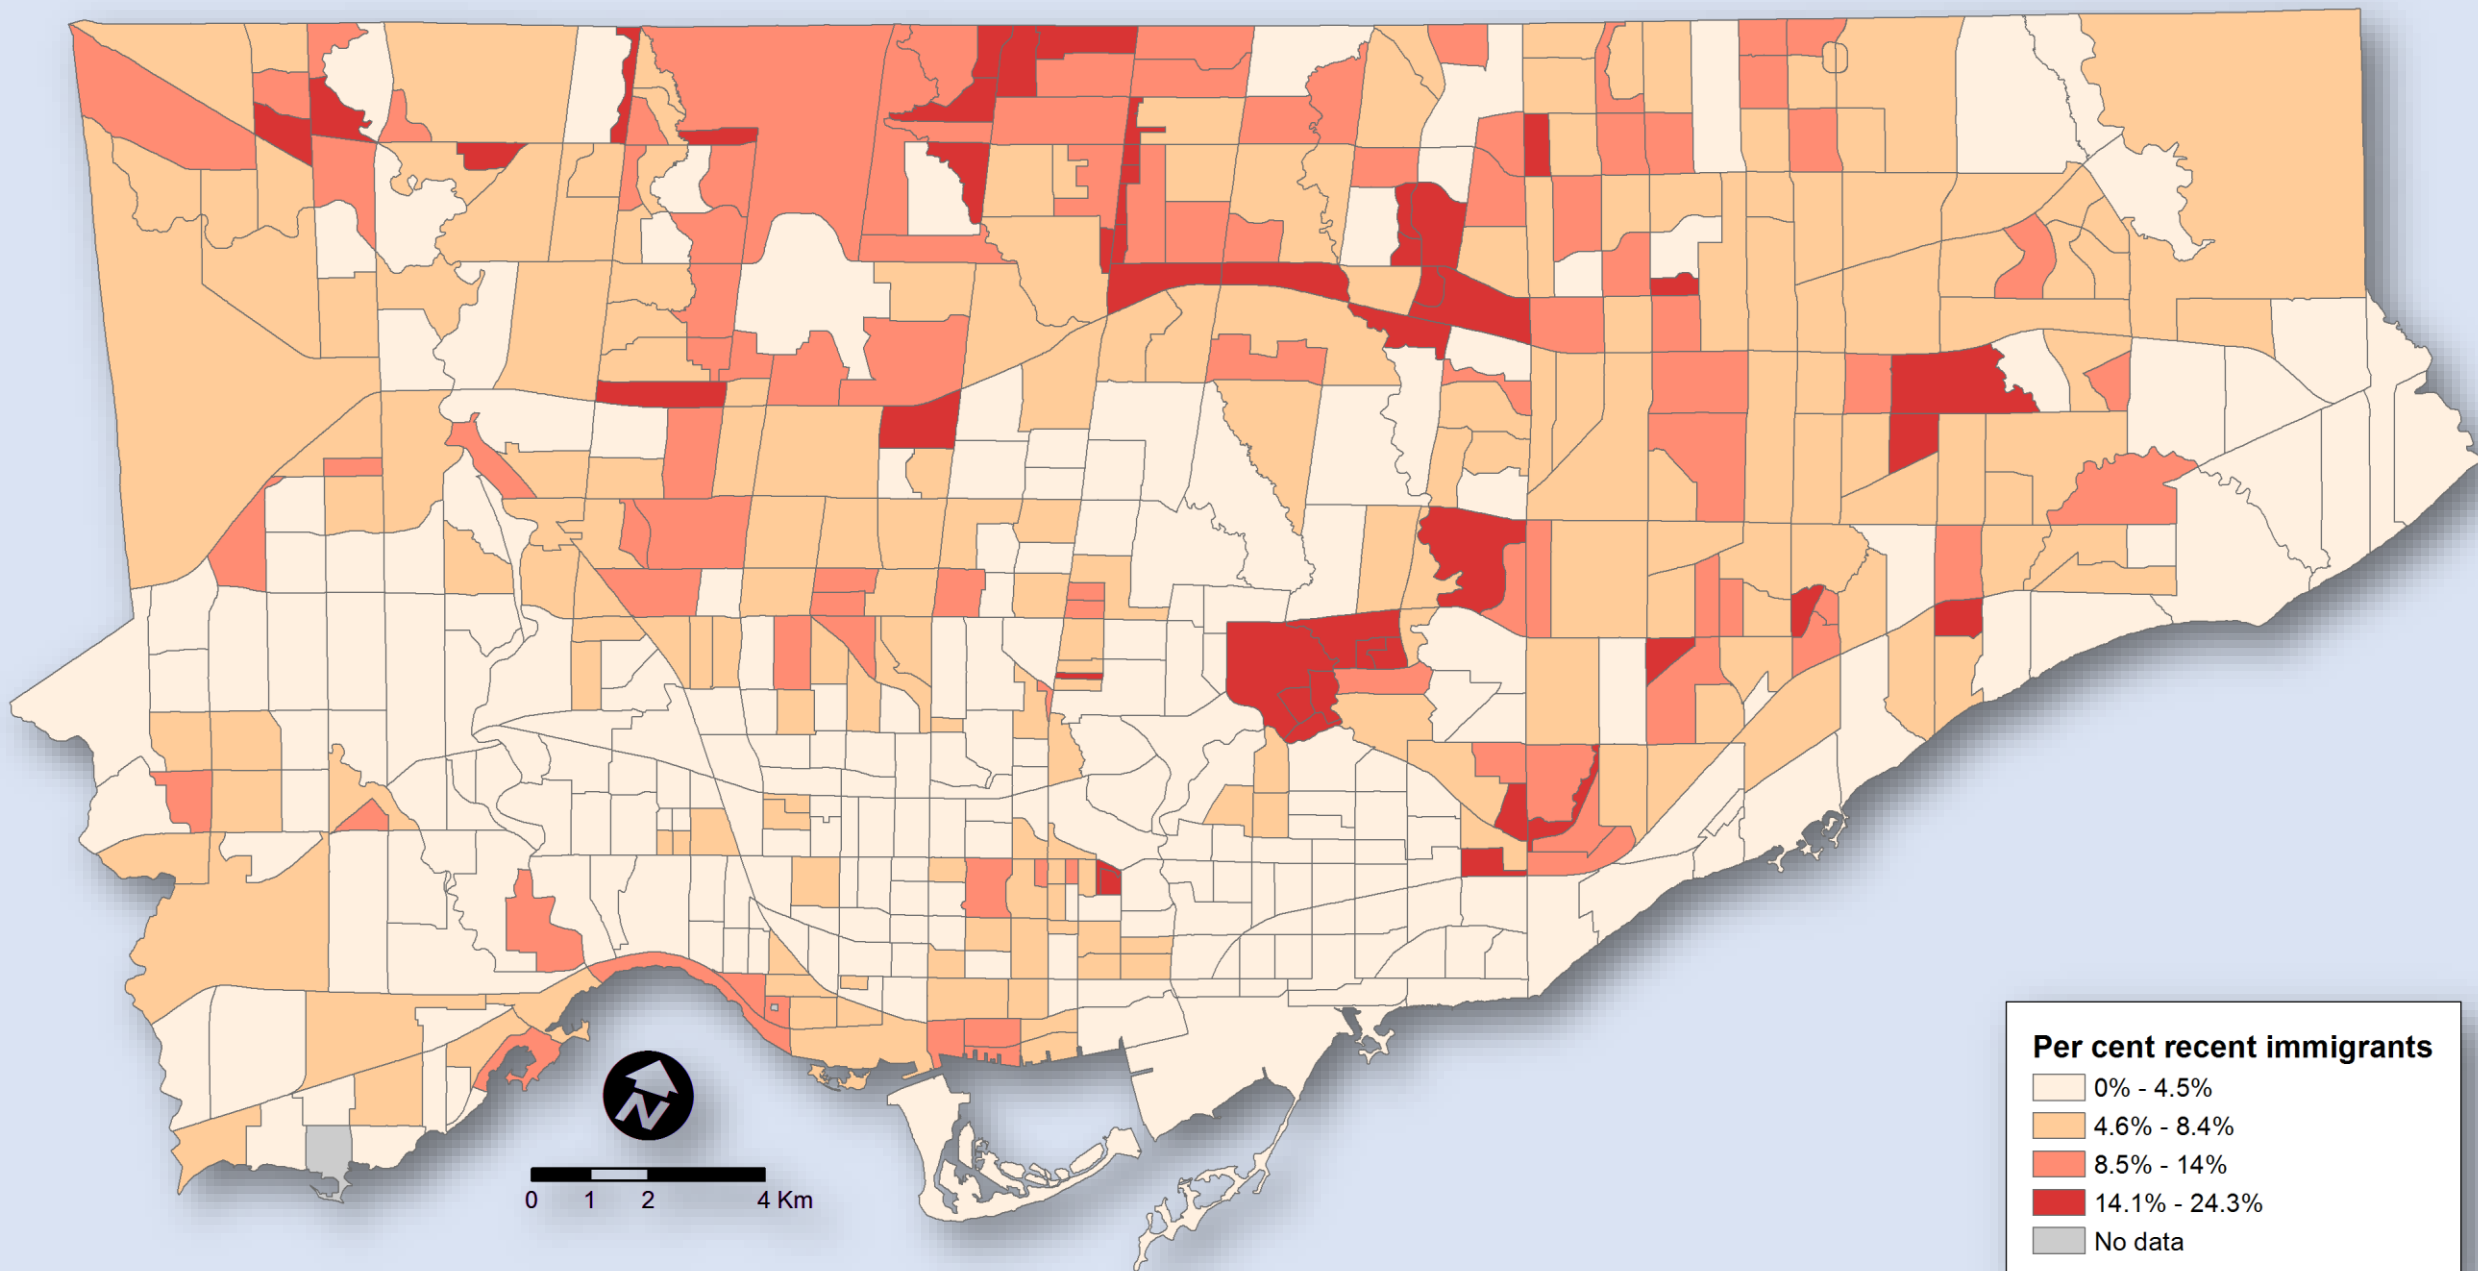 N
0 1 2 4 Km
Per cent recent immigrants
0% - 4.5%
4.6% - 8.4%
8.5% - 14%
14.1% - 24.3%
No data